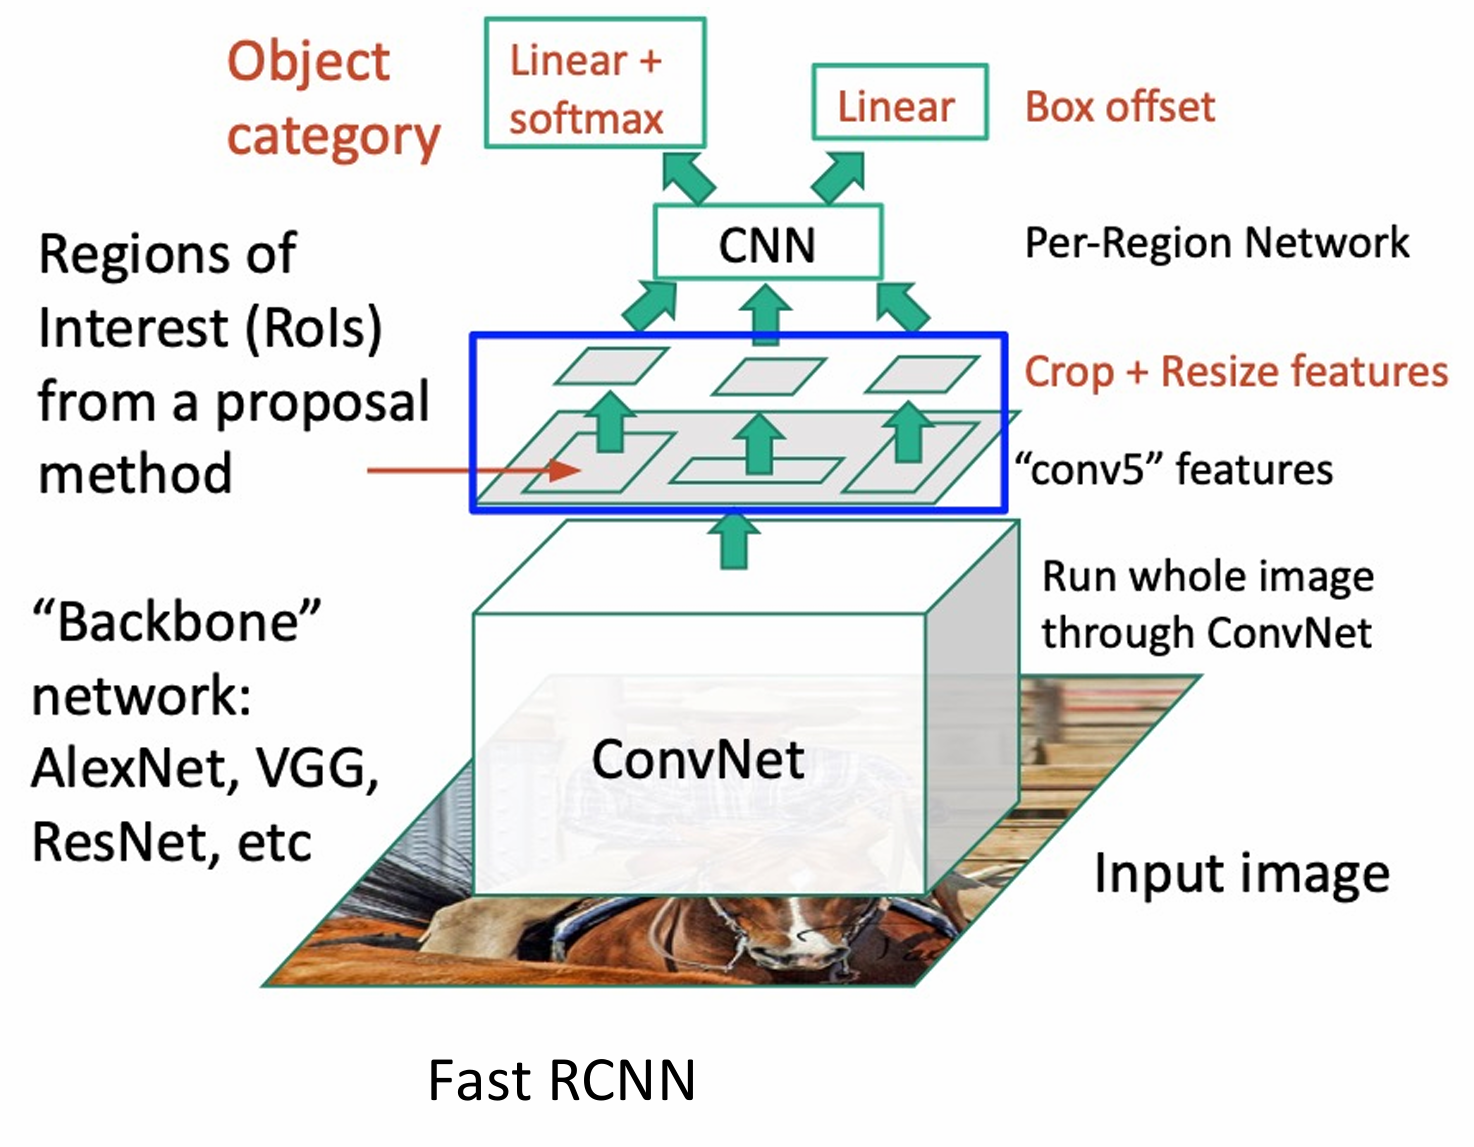 Object
category
Linear +
softmax
Linear
Box offset
CNN
Per-Region Network
Regions of
Interest (RoIs)
from a proposal
method
Crop + Resize features
“conv5” features
Run whole image
through ConvNet
“Backbone”
network:
AlexNet, VGG,
ResNet, etc
ConvNet
Input image
Fast RCNN